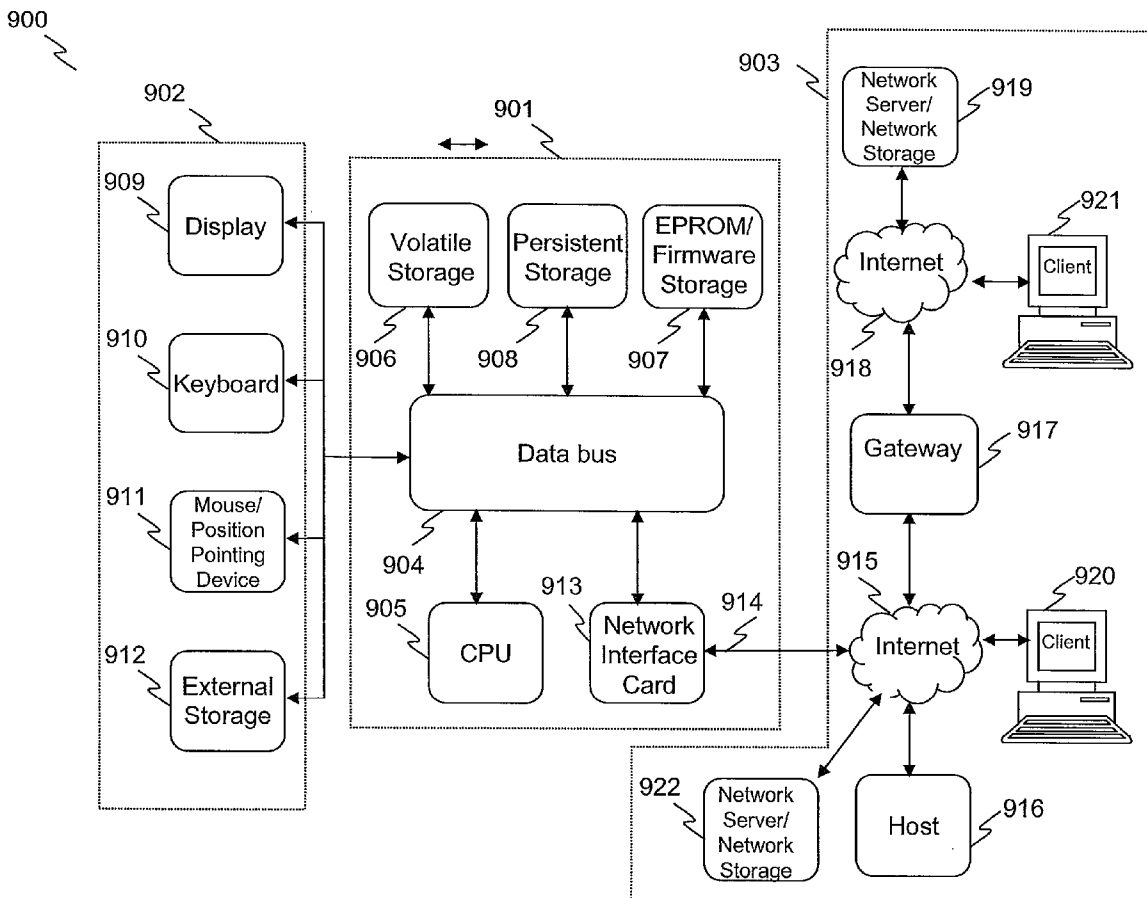 900
902
901
903
Network
Server/
Network
Storage
919
909
Display
Volatile
Storage
906
Persistent
Storage
908
EPROM/
Firmware
Storage
907
Internet
918
921
Client
910
Keyboard
Data bus
904
Gateway
917
911
Mouse/
Position
Pointing
Device
905
CPU
913
Network
Interface
Card
914
915
Internet
920
Client
912
External
Storage
922
Network
Server/
Network
Storage
Host
916